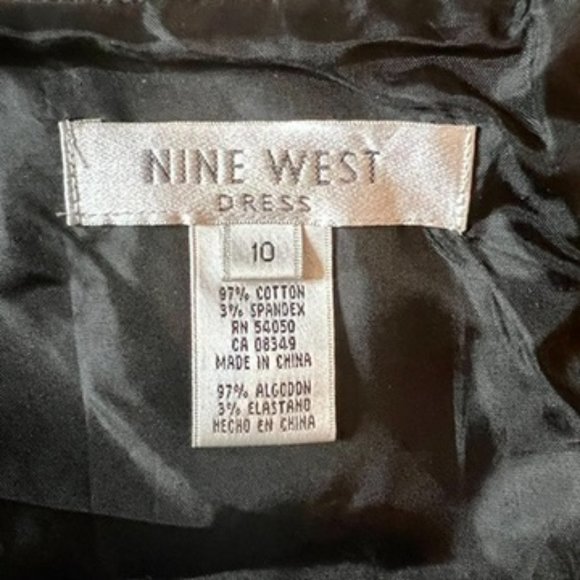 NINE WEST
DRESS
10
97% COTTON
3% SPANDEX
RN 54050
CA 08349
MADE IN CHINA
97% ALGODON
3% ELASTANO
HECHO EN CHINA